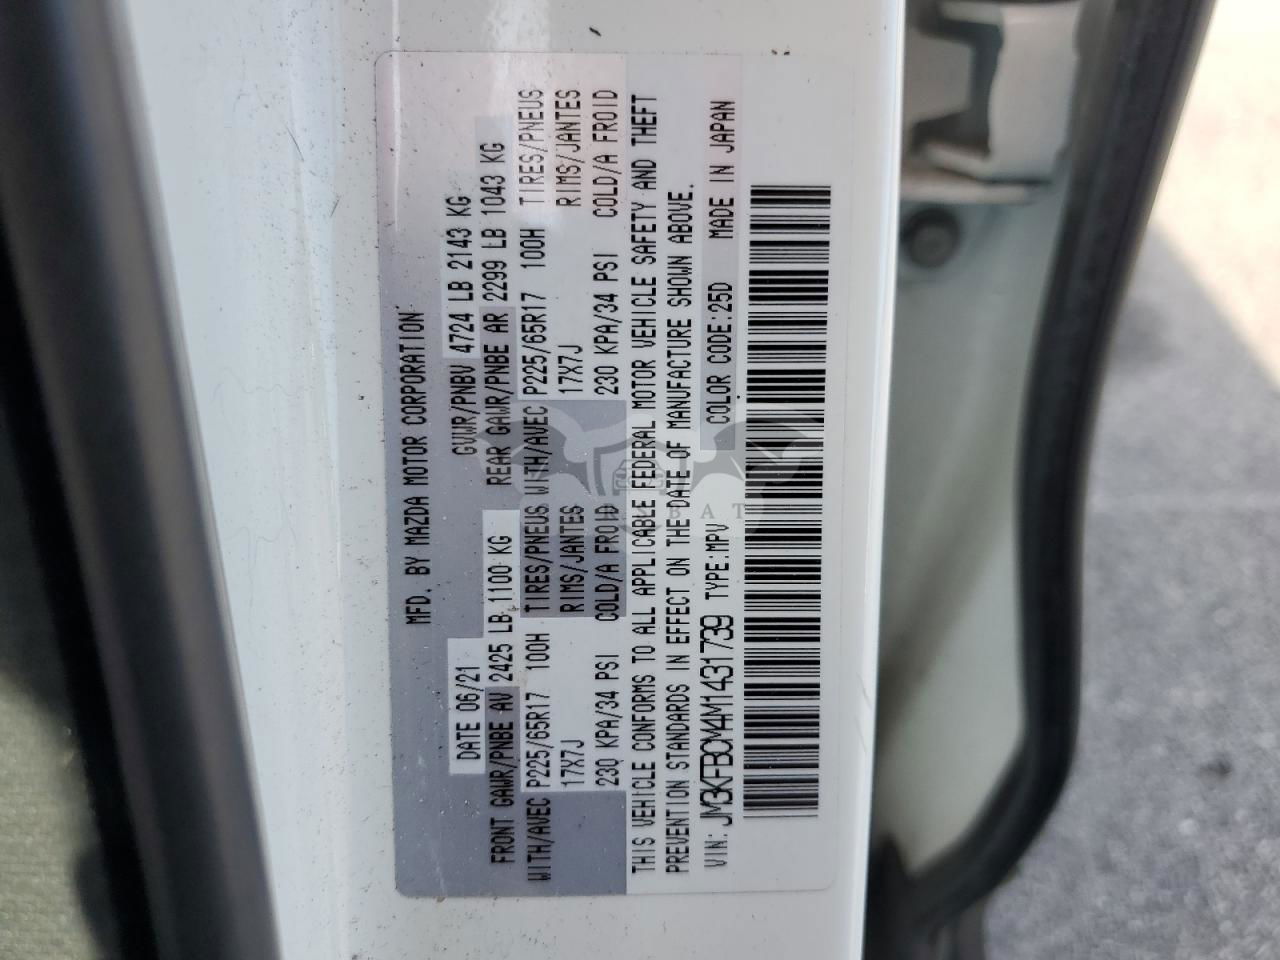 MFD. BY MAZDA MOTOR CORPORATION
DATE 06/21 GVWR/PNBV 4724 LB 2143 KG
FRONT GAWR/PNBE AV 2425 LB 1100 KG REAR GAWR/PNBE AR 2299 LB 1043 KG
WITH/AVEC P225/65R17 100H TIRES/PNEUS WITH/AVEC P225/65R17 100H TIRES/PNEUS
17X7J RIMS/JANTES 17X7J RIMS/JANTES
230 KPA/34 PSI COLD/A FROID 230 KPA/34 PSI COLD/A FROID
THIS VEHICLE CONFORMS TO ALL APPLICABLE FEDERAL MOTOR VEHICLE SAFETY AND THEFT
PREVENTION STANDARDS IN EFFECT ON THE DATE OF MANUFACTURE SHOWN ABOVE.
VIN: JM3KFBCM4M1431739 TYPE:MPV COLOR CODE:25D MADE IN JAPAN